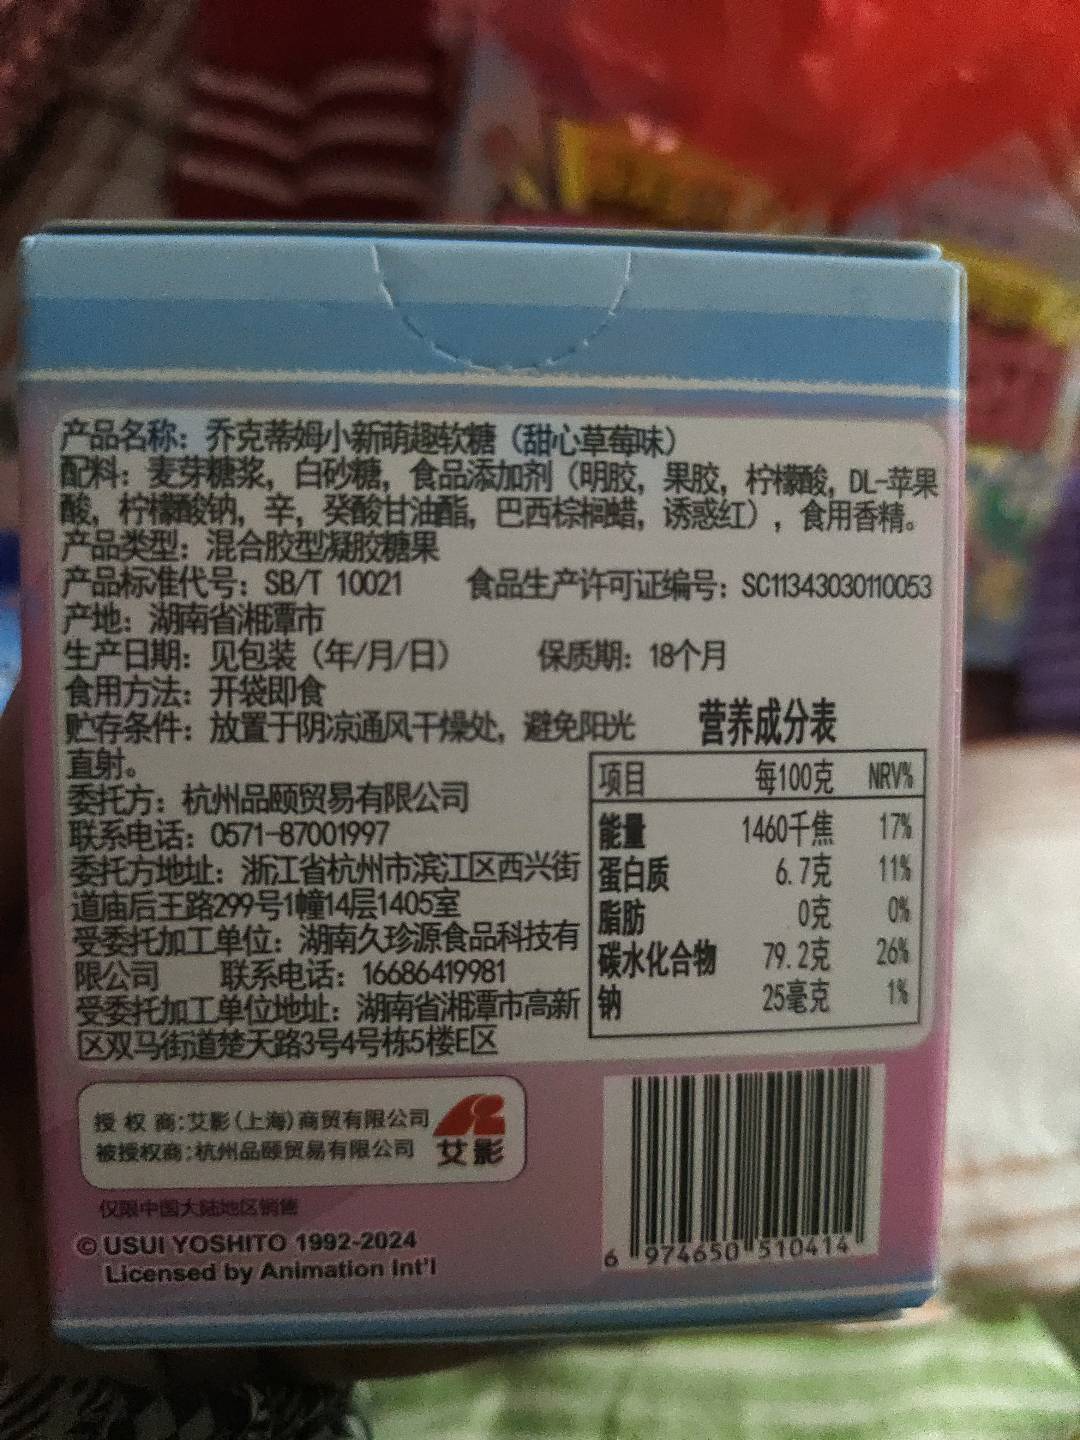 产品名称：乔克蒂姆小新萌趣软糖（甜心草莓味）
配料：麦芽糖浆，白砂糖，食品添加剂（明胶，果胶，柠檬酸，DL-苹果
酸，柠檬酸钠，辛，癸酸甘油酯，巴西棕榈蜡，诱惑红），食用香精。
产品类型：混合胶型凝胶糖果
产品标准代号：SB/T 10021 食品生产许可证编号：SC11343030110053
产地：湖南省湘潭市
生产日期：见包装（年/月/日） 保质期：18个月
食用方法：开袋即食
贮存条件：放置于阴凉通风干燥处，避免阳光
直射。
委托方：杭州品颐贸易有限公司
联系电话：0571-87001997
委托方地址：浙江省杭州市滨江区西兴街
道庙后王路299号1幢14层1405室
受委托加工单位：湖南久珍源食品科技有
限公司 联系电话：16686419981
受委托加工单位地址：湖南省湘潭市高新
区双马街道楚天路3号4号栋5楼E区
营养成分表
项目 每100克 NRV%
能量 1460千焦 17%
蛋白质 6.7克 11%
脂肪 0克 0%
碳水化合物 79.2克 26%
钠 25毫克 1%
授 权 商：艾影（上海）商贸有限公司
被授权商：杭州品颐贸易有限公司
艾影
仅限中国大陆地区销售
© USUI YOSHITO 1992-2024
Licensed by Animation Int'l
6 974650 510414